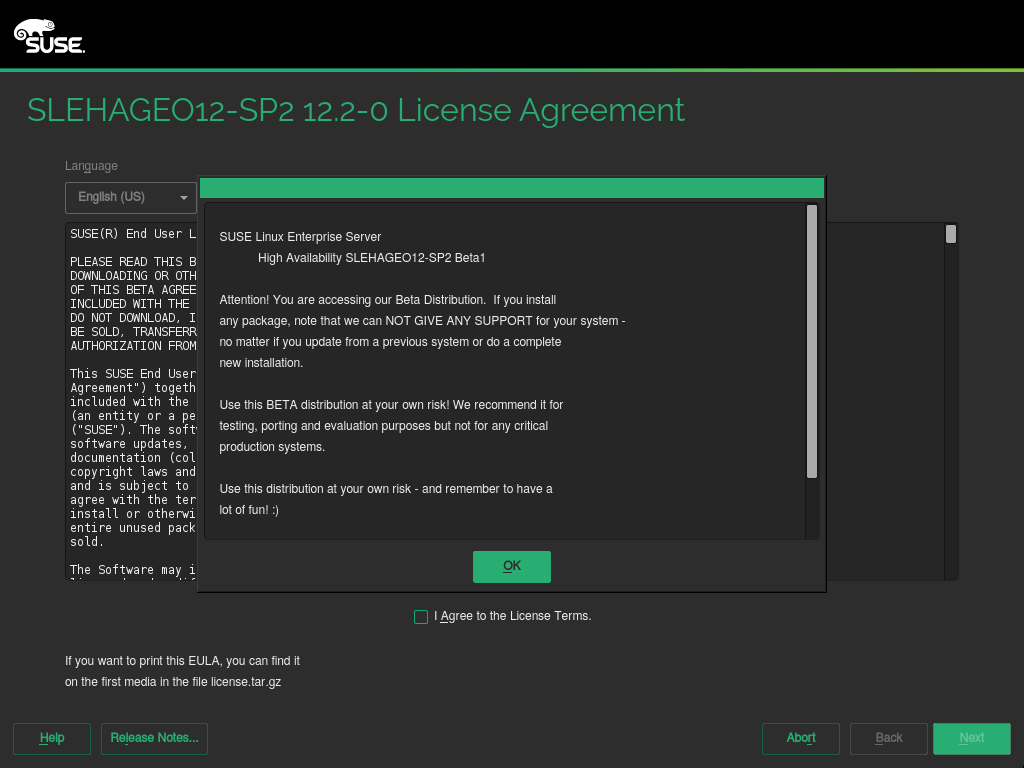 SUSE.
SLEHAGEO12-SP2 12.2-0 License Agreement
Language
English (US)
SUSE Linux Enterprise Server
High Availability SLEHAGEO12-SP2 Beta1
Attention! You are accessing our Beta Distribution.  If you install
any package, note that we can NOT GIVE ANY SUPPORT for your system -
no matter if you update from a previous system or do a complete
new installation.
Use this BETA distribution at your own risk! We recommend it for
testing, porting and evaluation purposes but not for any critical
production systems.
Use this distribution at your own risk - and remember to have a
lot of fun! :)
OK
SUSE(R) End User L
PLEASE READ THIS B
DOWNLOADING OR OTH
OF THIS BETA AGREE
INCLUDED WITH THE
DO NOT DOWNLOAD, I
BE SOLD, TRANSFERR
AUTHORIZATION FROM
This SUSE End User
Agreement") togeth
included with the
(an entity or a pe
("SUSE"). The soft
software updates,
documentation (col
copyright laws and
and is subject to
agree with the ter
install or otherwi
entire unused pack
sold.
The Software may i
I Agree to the License Terms.
If you want to print this EULA, you can find it
on the first media in the file license.tar.gz
Help
Release Notes...
Abort
Back
Next